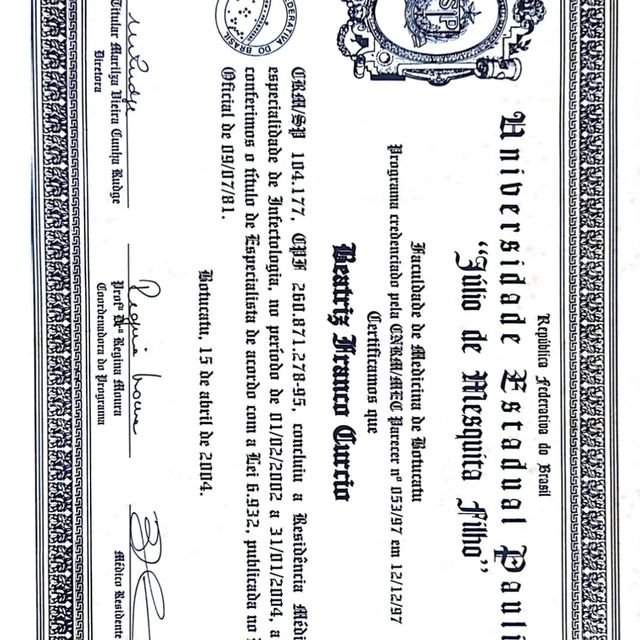 República Federativa do Brasil
Universidade Estadual Pauli
"Júlio de Mesquita Filho"
Faculdade de Medicina de Botucatu
Programa credenciado pela CNRM/MEC Parecer nº 053/97 em 12/12/97
Certificamos que
Beatriz Franco Curcio
CRM/SP 104.177, CPF 260.871.278-95, concluiu a Residência Médi
especialidade de Infectologia, no período de 01/02/2002 a 31/01/2004, a
conferimos o título de Especialista de acordo com a Lei 6.932, publicada no
Oficial de 09/07/81.
Botucatu, 15 de abril de 2004.
Titular Marilza Vieira Cunha Rudge
Diretora
Profª Drª Regina Moura
Coordenadora do Programa
Médico Residente
DERATIVA DO BRASIL
SP